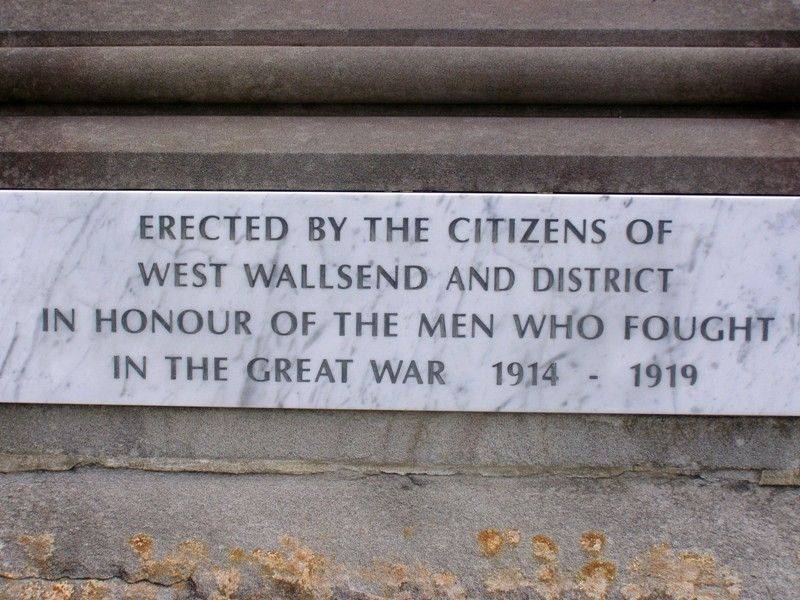 ERECTED BY THE CITIZENS OF
WEST WALLSEND AND DISTRICT
IN HONOUR OF THE MEN WHO FOUGHT
IN THE GREAT WAR 1914 - 1919